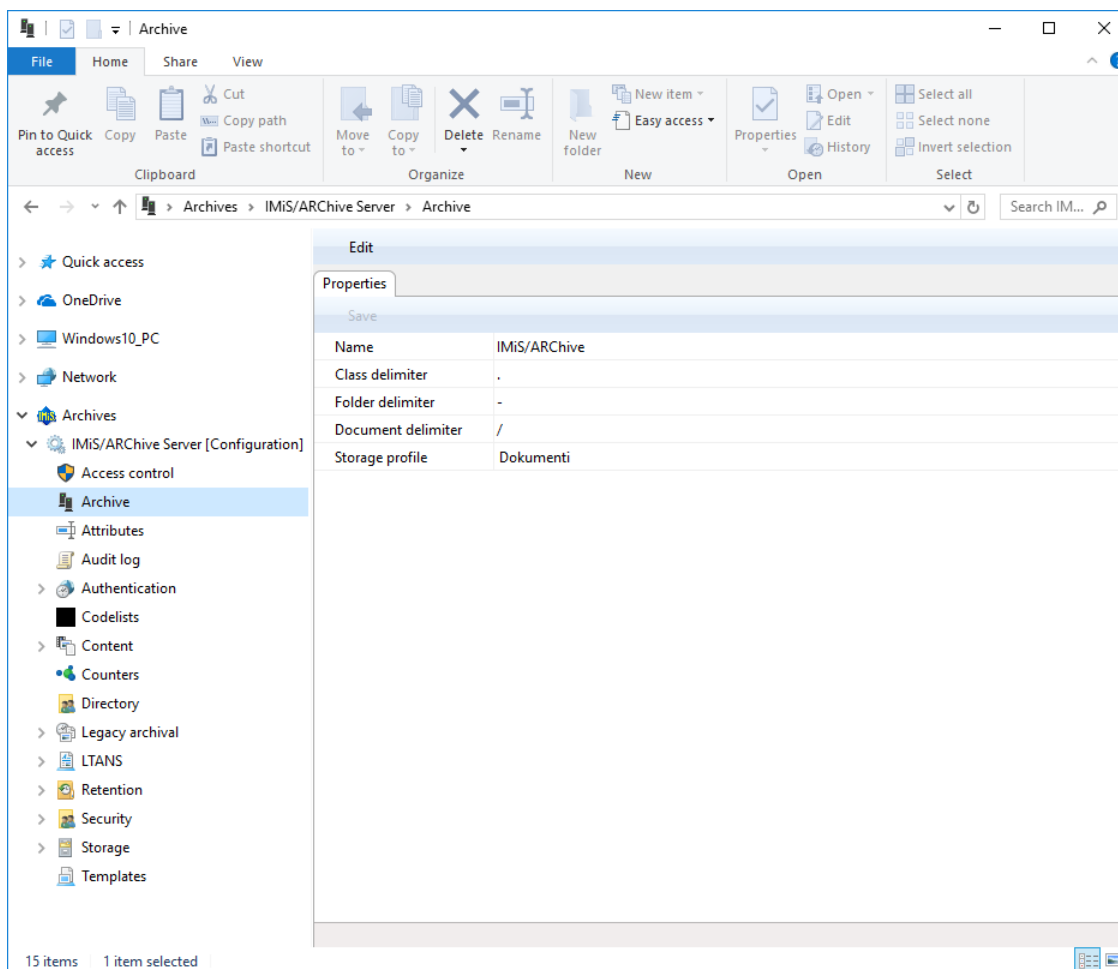 Archive
File Home Share View
Pin to Quick access
Copy
Paste
Cut
Copy path
Paste shortcut
Clipboard
Move to
Copy to
Delete
Rename
Organize
New folder
New item
Easy access
New
Properties
Open
Edit
History
Open
Select all
Select none
Invert selection
Select
Archives IMiS/ARChive Server Archive
Search IM...
Quick access
OneDrive
Windows10_PC
Network
Archives
IMiS/ARChive Server [Configuration]
Access control
Archive
Attributes
Audit log
Authentication
Codelists
Content
Counters
Directory
Legacy archival
LTANS
Retention
Security
Storage
Templates
Edit
Properties
Save
Name IMiS/ARChive
Class delimiter .
Folder delimiter -
Document delimiter /
Storage profile Dokumenti
15 items 1 item selected